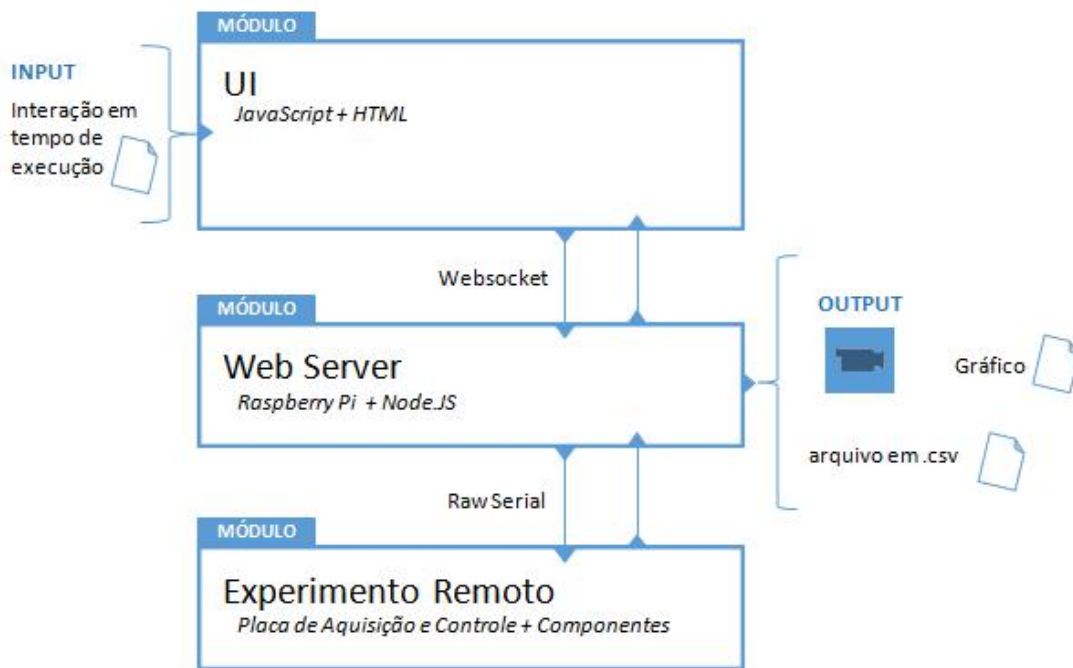 MÓDULO
UI
JavaScript + HTML
INPUT
Interação em
tempo de
execução
Websocket
MÓDULO
Web Server
Raspberry Pi + Node.JS
OUTPUT
Gráfico
arquivo em .csv
Raw Serial
MÓDULO
Experimento Remoto
Placa de Aquisição e Controle + Componentes